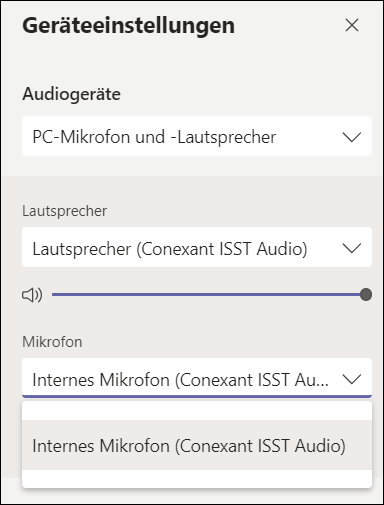 Geräteeinstellungen
Audiogeräte
PC-Mikrofon und -Lautsprecher
Lautsprecher
Lautsprecher (Conexant ISST Audio)
Mikrofon
Internes Mikrofon (Conexant ISST Au...
Internes Mikrofon (Conexant ISST Audio)